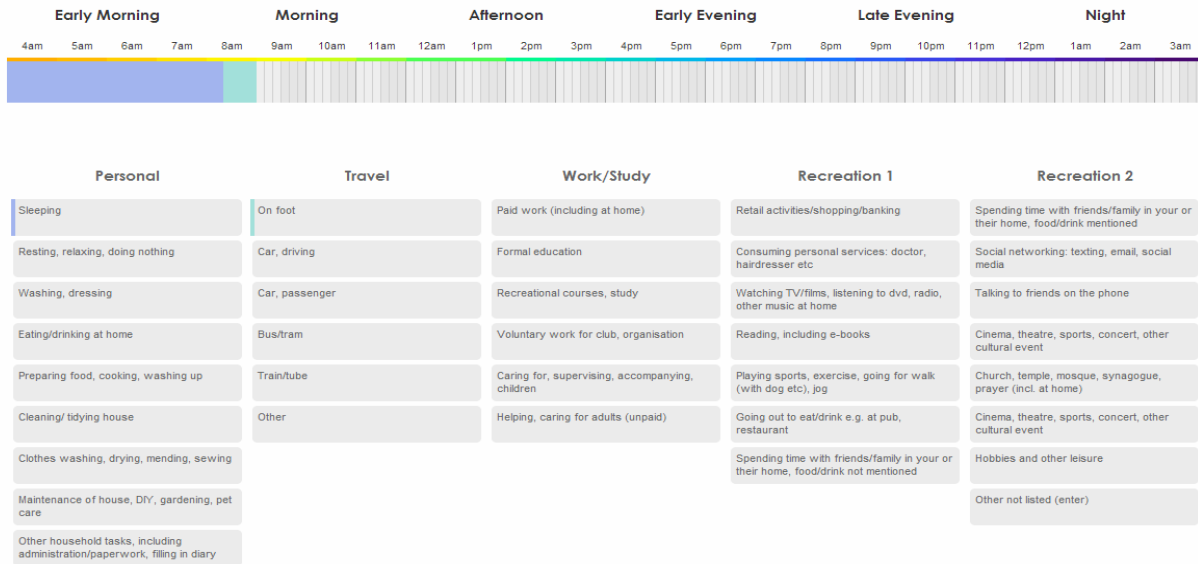 Early Morning Morning Afternoon Early Evening Late Evening Night
4am 5am 6am 7am 8am 9am 10am 11am 12am 1pm 2pm 3pm 4pm 5pm 6pm 7pm 8pm 9pm 10pm 11pm 12pm 1am 2am 3am
Personal
Sleeping
Resting, relaxing, doing nothing
Washing, dressing
Eating/drinking at home
Preparing food, cooking, washing up
Cleaning/ tidying house
Clothes washing, drying, mending, sewing
Maintenance of house, DIY, gardening, pet
care
Other household tasks, including
administration/paperwork, filling in diary
Travel
On foot
Car, driving
Car, passenger
Bus/tram
Train/tube
Other
Work/Study
Paid work (including at home)
Formal education
Recreational courses, study
Voluntary work for club, organisation
Caring for, supervising, accompanying,
children
Helping, caring for adults (unpaid)
Recreation 1
Retail activities/shopping/banking
Consuming personal services: doctor,
hairdresser etc
Watching TV/films, listening to dvd, radio,
other music at home
Reading, including e-books
Playing sports, exercise, going for walk
(with dog etc), jog
Going out to eat/drink e.g. at pub,
restaurant
Spending time with friends/family in your or
their home, food/drink not mentioned
Recreation 2
Spending time with friends/family in your or
their home, food/drink mentioned
Social networking: texting, email, social
media
Talking to friends on the phone
Cinema, theatre, sports, concert, other
cultural event
Church, temple, mosque, synagogue,
prayer (incl. at home)
Cinema, theatre, sports, concert, other
cultural event
Hobbies and other leisure
Other not listed (enter)